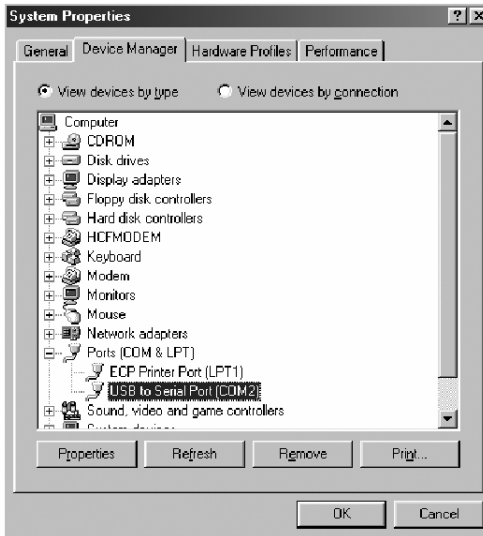 System Properties
General Device Manager Hardware Profiles Performance
View devices by type View devices by connection
Computer
CDROM
Disk drives
Display adapters
Floppy disk controllers
Hard disk controllers
HCFMODEM
Keyboard
Modem
Monitors
Mouse
Network adapters
Ports (COM & LPT)
ECP Printer Port (LPT1)
USB to Serial Port (COM2)
Sound, video and game controllers
System devices
Properties Refresh Remove Print...
OK Cancel